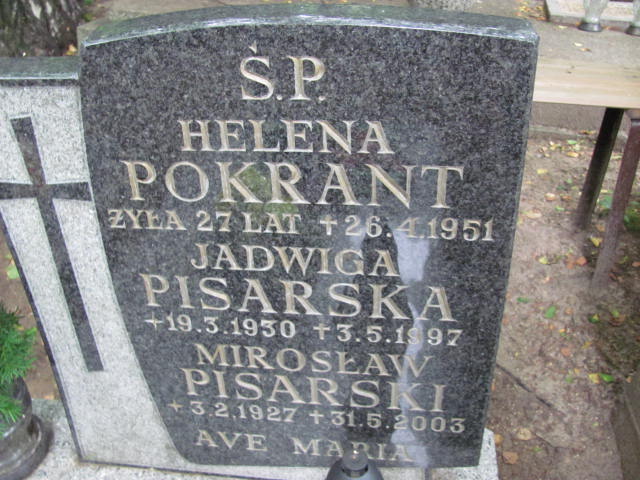 Ś.P.
HELENA
POKRANT
ŻYŁA 27 LAT +26.4.1951
JADWIGA
PISARSKA
+19.3.1930 +3.5.1997
MIROSŁAW
PISARSKI
+3.2.1927 +31.5.2003
AVE MARIA